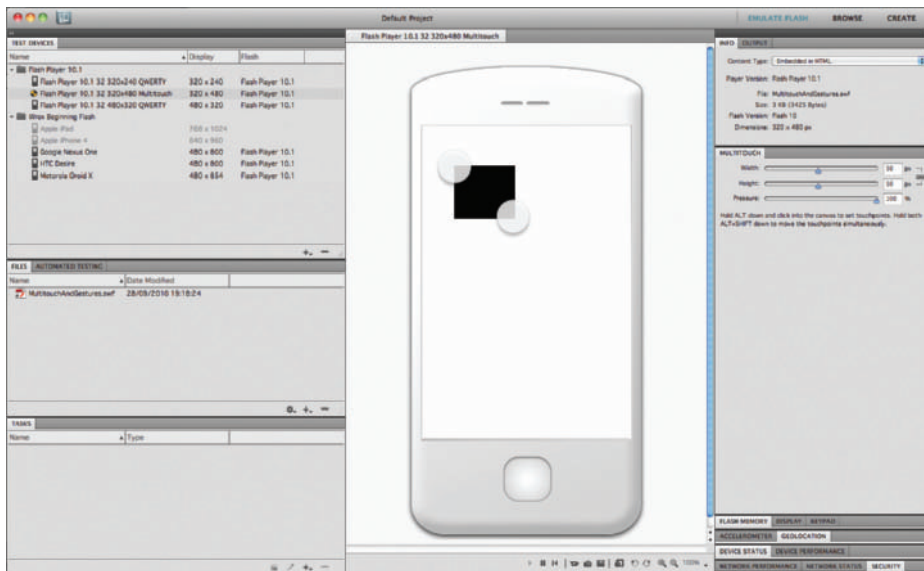 Default Project
EMULATE FLASH BROWSE CREATE
TEST DEVICES
Name Display Flash
Flash Player 10.1
Flash Player 10.1 32 320x240 QWERTY 320 x 240 Flash Player 10.1
Flash Player 10.1 32 320x480 Multitouch 320 x 480 Flash Player 10.1
Flash Player 10.1 32 480x320 QWERTY 480 x 320 Flash Player 10.1
Wrox Beginning Flash
Apple iPad 768 x 1024
Apple iPhone 4 640 x 960
Google Nexus One 480 x 800 Flash Player 10.1
HTC Desire 480 x 800 Flash Player 10.1
Motorola Droid X 480 x 854 Flash Player 10.1
FILES AUTOMATED TESTING
Name Date Modified
MultitouchAndGestures.swf 28/09/2010 19:18:24
TASKS
Name Type
Flash Player 10.1 32 320x480 Multitouch
100%
INFO OUTPUT
Content Type: Embedded in HTML
Player Version: Flash Player 10.1
File: MultitouchAndGestures.swf
Size: 3 KB (3425 Bytes)
Flash Version: Flash 10
Dimensions: 320 x 480 px
MULTITOUCH
Width: 50 px
Height: 50 px
Pressure: 100 %
Hold ALT down and click into the canvas to set touchpoints. Hold both
ALT+SHIFT down to move the touchpoints simultaneously.
FLASH MEMORY DISPLAY KEYPAD
ACCELEROMETER GEOLOCATION
DEVICE STATUS DEVICE PERFORMANCE
NETWORK PERFORMANCE NETWORK STATUS SECURITY